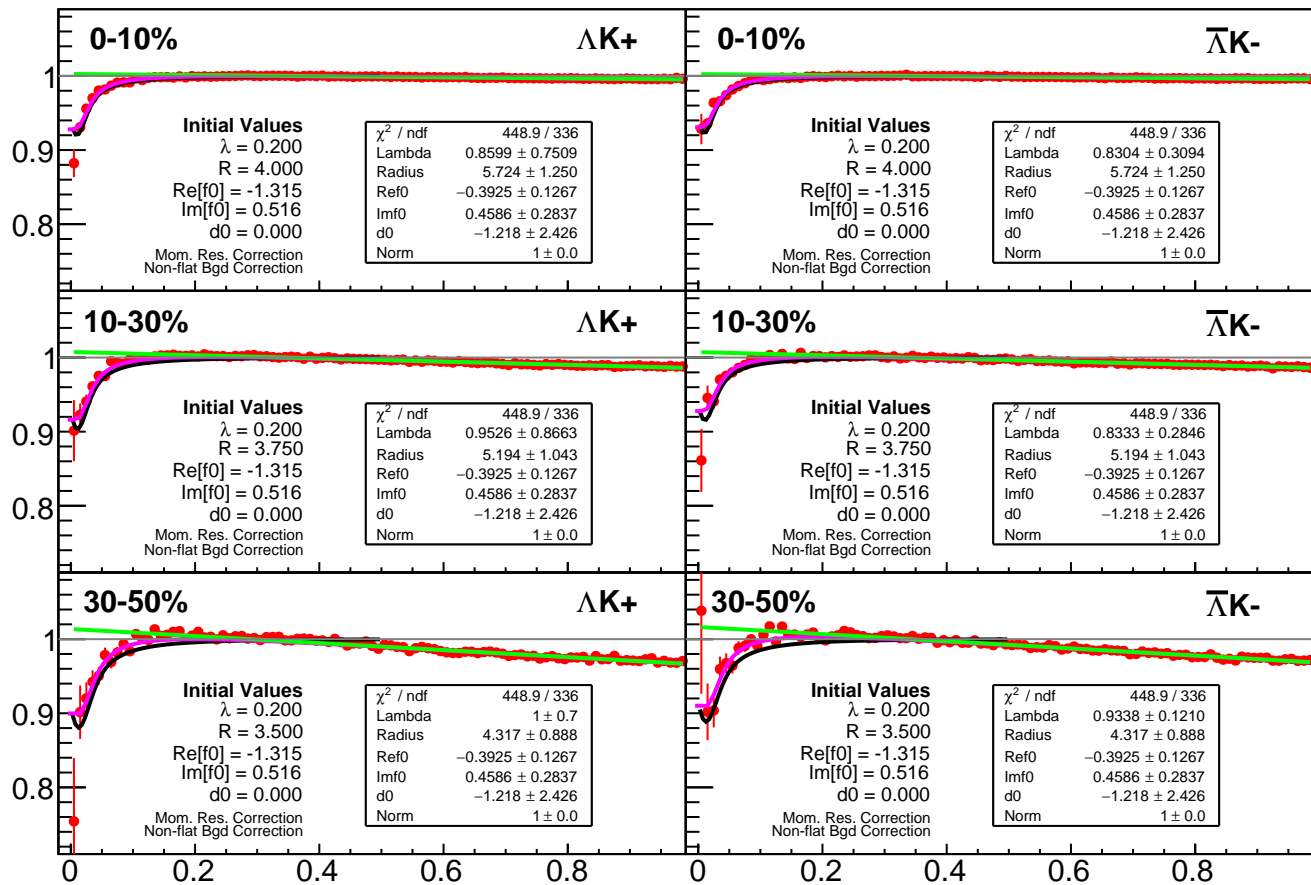 0-10%
ΛK+
1
0.9
0.8
Initial Values
λ = 0.200
R = 4.000
Re[f0] = -1.315
Im[f0] = 0.516
d0 = 0.000
Mom. Res. Correction
Non-flat Bgd Correction
χ² / ndf 448.9 / 336
Lambda 0.8599 ± 0.7509
Radius 5.724 ± 1.250
Ref0 −0.3925 ± 0.1267
Imf0 0.4586 ± 0.2837
d0 −1.218 ± 2.426
Norm 1 ± 0.0
0-10%
Λ̅K-
Initial Values
λ = 0.200
R = 4.000
Re[f0] = -1.315
Im[f0] = 0.516
d0 = 0.000
Mom. Res. Correction
Non-flat Bgd Correction
χ² / ndf 448.9 / 336
Lambda 0.8304 ± 0.3094
Radius 5.724 ± 1.250
Ref0 −0.3925 ± 0.1267
Imf0 0.4586 ± 0.2837
d0 −1.218 ± 2.426
Norm 1 ± 0.0
10-30%
ΛK+
1
0.9
0.8
Initial Values
λ = 0.200
R = 3.750
Re[f0] = -1.315
Im[f0] = 0.516
d0 = 0.000
Mom. Res. Correction
Non-flat Bgd Correction
χ² / ndf 448.9 / 336
Lambda 0.9526 ± 0.8663
Radius 5.194 ± 1.043
Ref0 −0.3925 ± 0.1267
Imf0 0.4586 ± 0.2837
d0 −1.218 ± 2.426
Norm 1 ± 0.0
10-30%
Λ̅K-
Initial Values
λ = 0.200
R = 3.750
Re[f0] = -1.315
Im[f0] = 0.516
d0 = 0.000
Mom. Res. Correction
Non-flat Bgd Correction
χ² / ndf 448.9 / 336
Lambda 0.8333 ± 0.2846
Radius 5.194 ± 1.043
Ref0 −0.3925 ± 0.1267
Imf0 0.4586 ± 0.2837
d0 −1.218 ± 2.426
Norm 1 ± 0.0
30-50%
ΛK+
1
0.9
0.8
Initial Values
λ = 0.200
R = 3.500
Re[f0] = -1.315
Im[f0] = 0.516
d0 = 0.000
Mom. Res. Correction
Non-flat Bgd Correction
χ² / ndf 448.9 / 336
Lambda 1 ± 0.7
Radius 4.317 ± 0.888
Ref0 −0.3925 ± 0.1267
Imf0 0.4586 ± 0.2837
d0 −1.218 ± 2.426
Norm 1 ± 0.0
30-50%
Λ̅K-
Initial Values
λ = 0.200
R = 3.500
Re[f0] = -1.315
Im[f0] = 0.516
d0 = 0.000
Mom. Res. Correction
Non-flat Bgd Correction
χ² / ndf 448.9 / 336
Lambda 0.9338 ± 0.1210
Radius 4.317 ± 0.888
Ref0 −0.3925 ± 0.1267
Imf0 0.4586 ± 0.2837
d0 −1.218 ± 2.426
Norm 1 ± 0.0
0 0.2 0.4 0.6 0.8 0 0.2 0.4 0.6 0.8